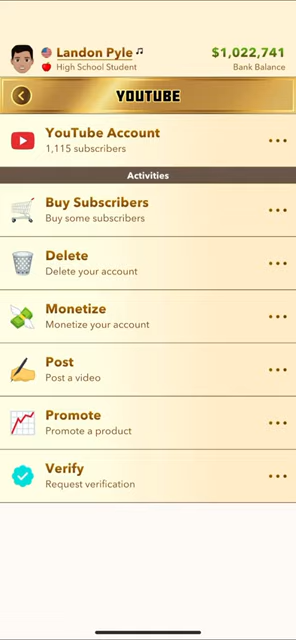 Landon Pyle
High School Student
$1,022,741
Bank Balance
YOUTUBE
YouTube Account
1,115 subscribers
Activities
Buy Subscribers
Buy some subscribers
Delete
Delete your account
Monetize
Monetize your account
Post
Post a video
Promote
Promote a product
Verify
Request verification